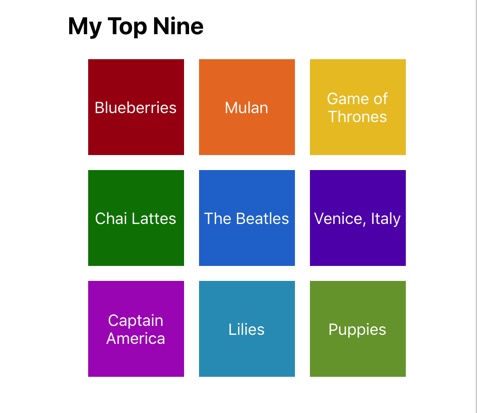 My Top Nine
Blueberries
Mulan
Game of
Thrones
Chai Lattes
The Beatles
Venice, Italy
Captain
America
Lilies
Puppies